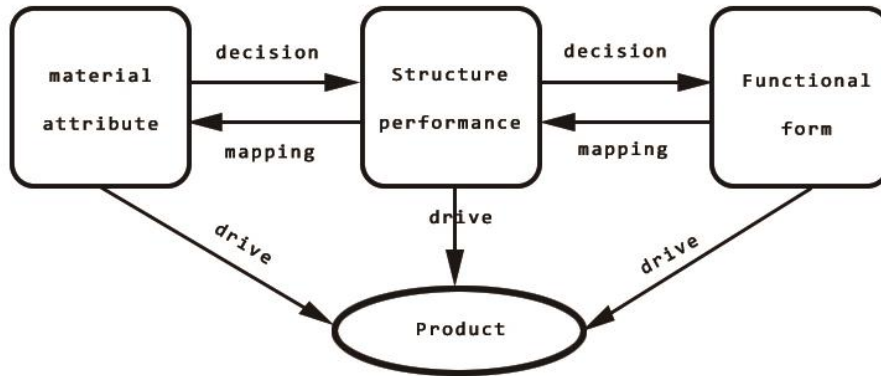 decision
decision
material
attribute
Structure
performance
Functional
form
mapping
mapping
drive
drive
drive
Product